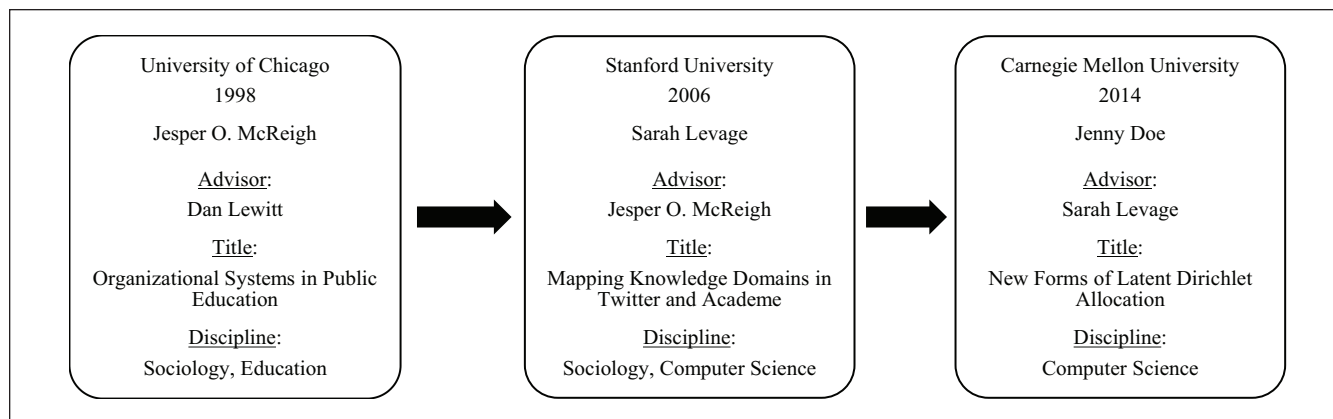 University of Chicago
1998
Jesper O. McReigh
Advisor:
Dan Lewitt
Title:
Organizational Systems in Public
Education
Discipline:
Sociology, Education
Stanford University
2006
Sarah Levage
Advisor:
Jesper O. McReigh
Title:
Mapping Knowledge Domains in
Twitter and Academe
Discipline:
Sociology, Computer Science
Carnegie Mellon University
2014
Jenny Doe
Advisor:
Sarah Levage
Title:
New Forms of Latent Dirichlet
Allocation
Discipline:
Computer Science